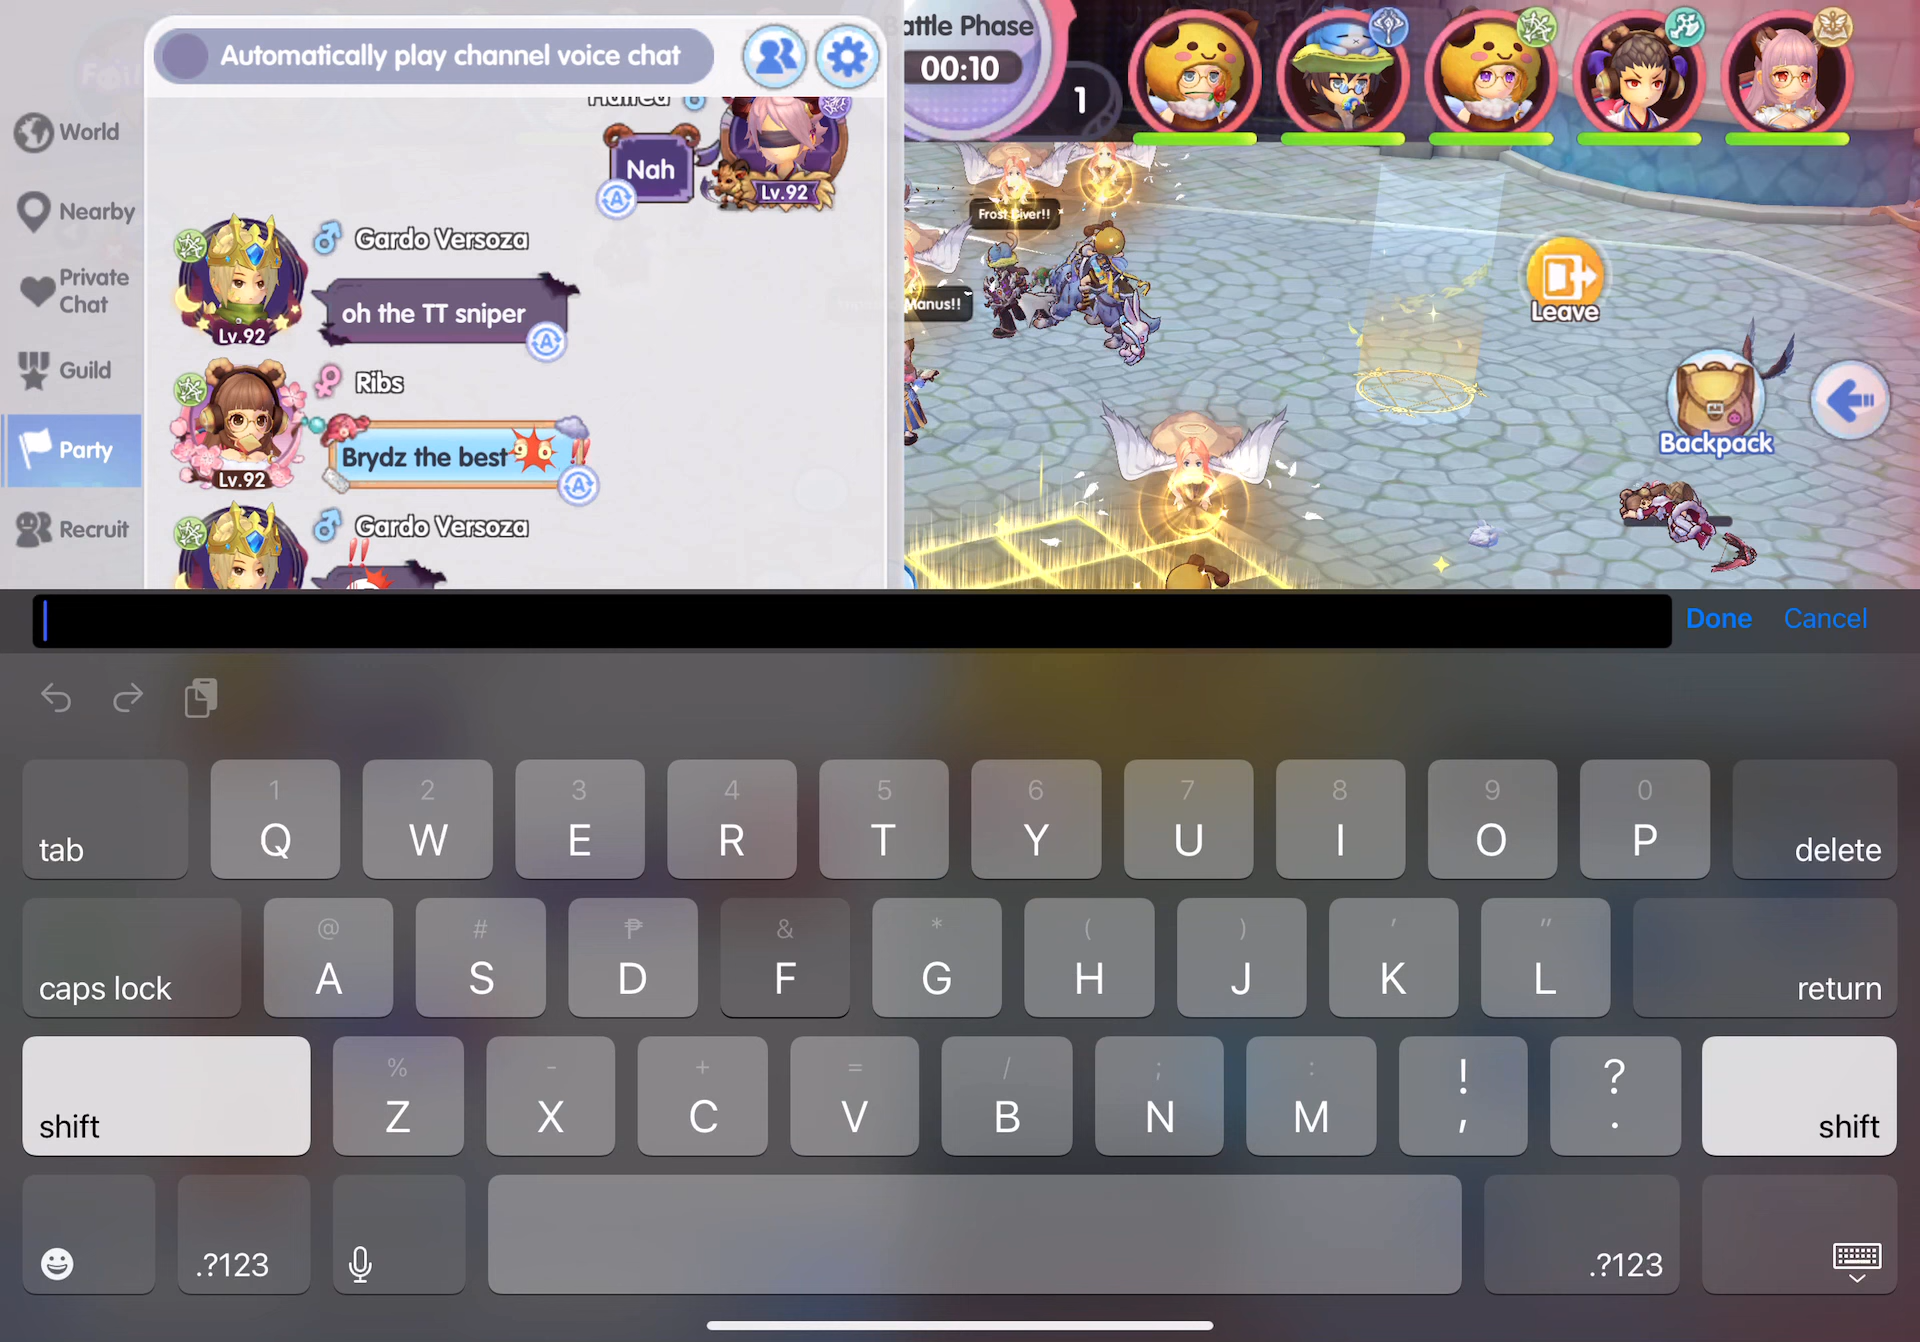 Automatically play channel voice chat
World
Nearby
Private
Chat
Guild
Party
Recruit
Nah
Lv.92
Gardo Versoza
oh the TT sniper
Lv.92
Ribs
Brydz the best
96
!!
Lv.92
Gardo Versoza
!!
Battle Phase
00:10
1
Frost Diver!!
Manus!!
Leave
Backpack
Done
Cancel
tab
1 2 3 4 5 6 7 8 9 0
Q W E R T Y U I O P
delete
caps lock
@ # ₱ & * ( ) ' "
A S D F G H J K L
return
shift
% - + = / ; : ! ?
Z X C V B N M , .
shift
.?123
.?123